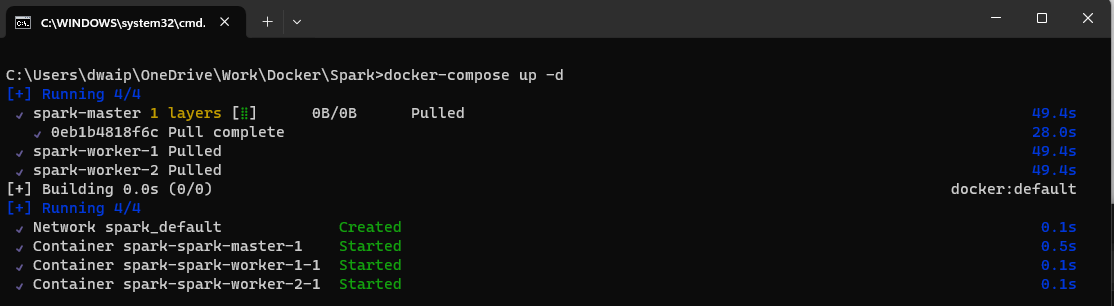 C:\WINDOWS\system32\cmd.
C:\Users\dwaip\OneDrive\Work\Docker\Spark>docker-compose up -d
[+] Running 4/4
✓ spark-master 1 layers [⣿] 0B/0B Pulled 49.4s
✓ 0eb1b4818f6c Pull complete 28.0s
✓ spark-worker-1 Pulled 49.4s
✓ spark-worker-2 Pulled 49.4s
[+] Building 0.0s (0/0) docker:default
[+] Running 4/4
✓ Network spark_default Created 0.1s
✓ Container spark-spark-master-1 Started 0.5s
✓ Container spark-spark-worker-1-1 Started 0.1s
✓ Container spark-spark-worker-2-1 Started 0.1s